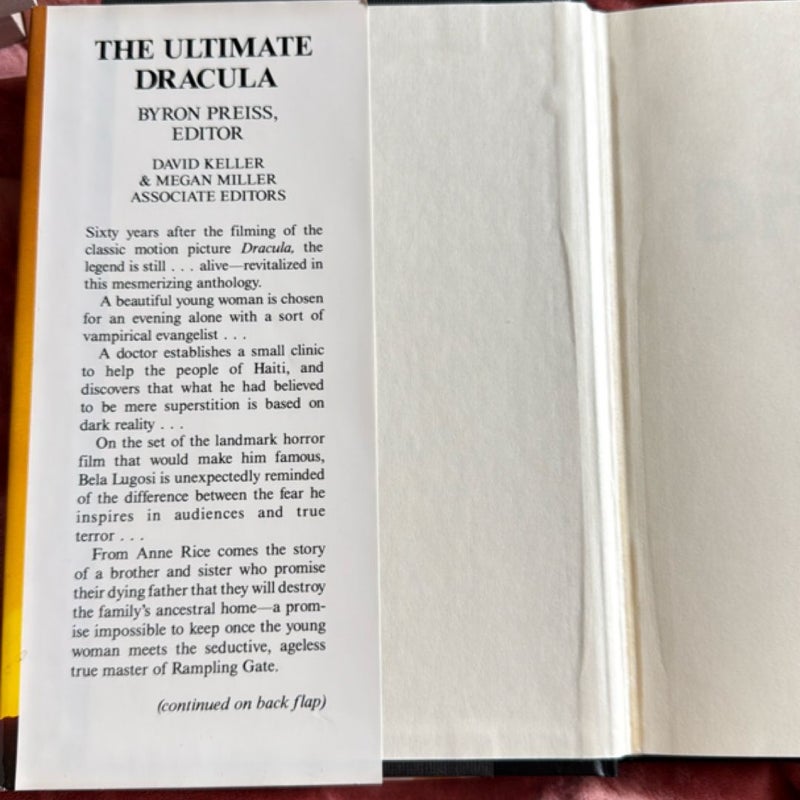 THE ULTIMATE
DRACULA
BYRON PREISS,
EDITOR
DAVID KELLER
& MEGAN MILLER
ASSOCIATE EDITORS
Sixty years after the filming of the
classic motion picture Dracula, the
legend is still . . . alive—revitalized in
this mesmerizing anthology.
A beautiful young woman is chosen
for an evening alone with a sort of
vampirical evangelist . . .
A doctor establishes a small clinic
to help the people of Haiti, and
discovers that what he had believed
to be mere superstition is based on
dark reality . . .
On the set of the landmark horror
film that would make him famous,
Bela Lugosi is unexpectedly reminded
of the difference between the fear he
inspires in audiences and true
terror . . .
From Anne Rice comes the story
of a brother and sister who promise
their dying father that they will destroy
the family's ancestral home—a prom-
ise impossible to keep once the young
woman meets the seductive, ageless
true master of Rampling Gate.
(continued on back flap)